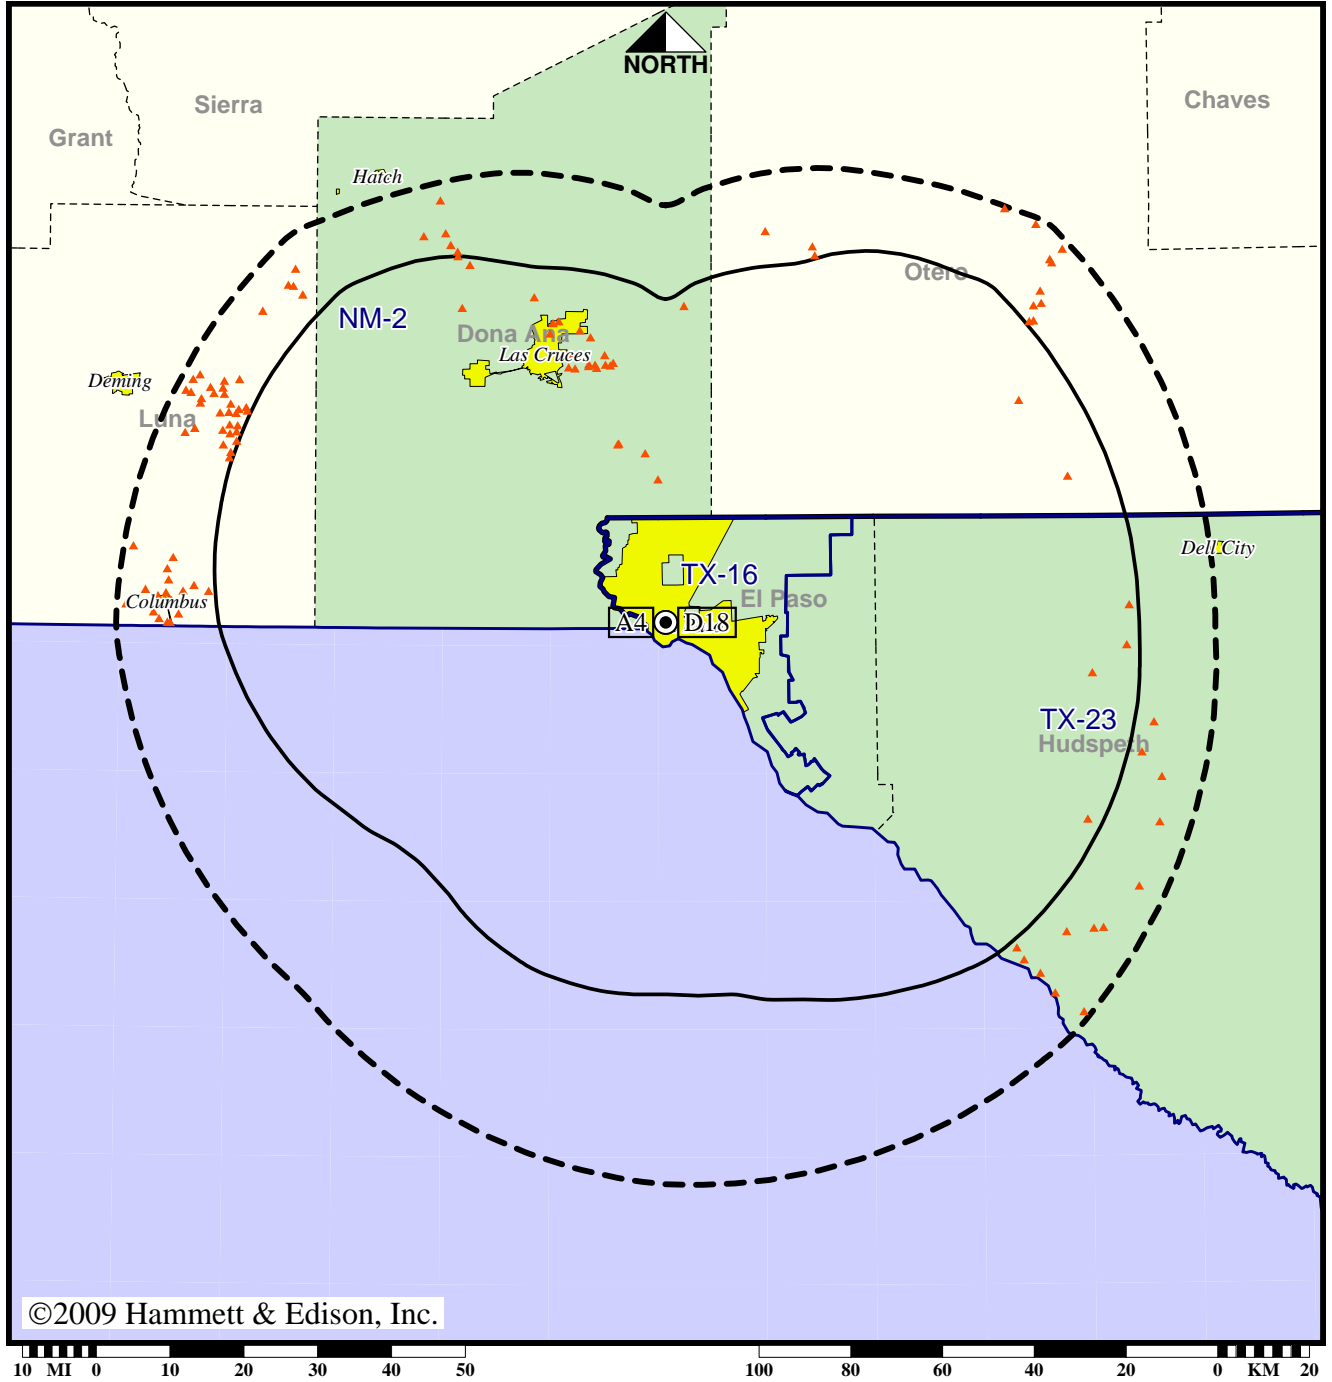 NORTH
Sierra
Chaves
Grant
Hatch
Otero
NM-2
Dona Ana
Las Cruces
Deming
Luna
Dell City
TX-16
El Paso
Columbus
A4 D18
TX-23
Hudspeth
©2009 Hammett & Edison, Inc.
10 MI 0 10 20 30 40 50 100 80 60 40 20 0 KM 20